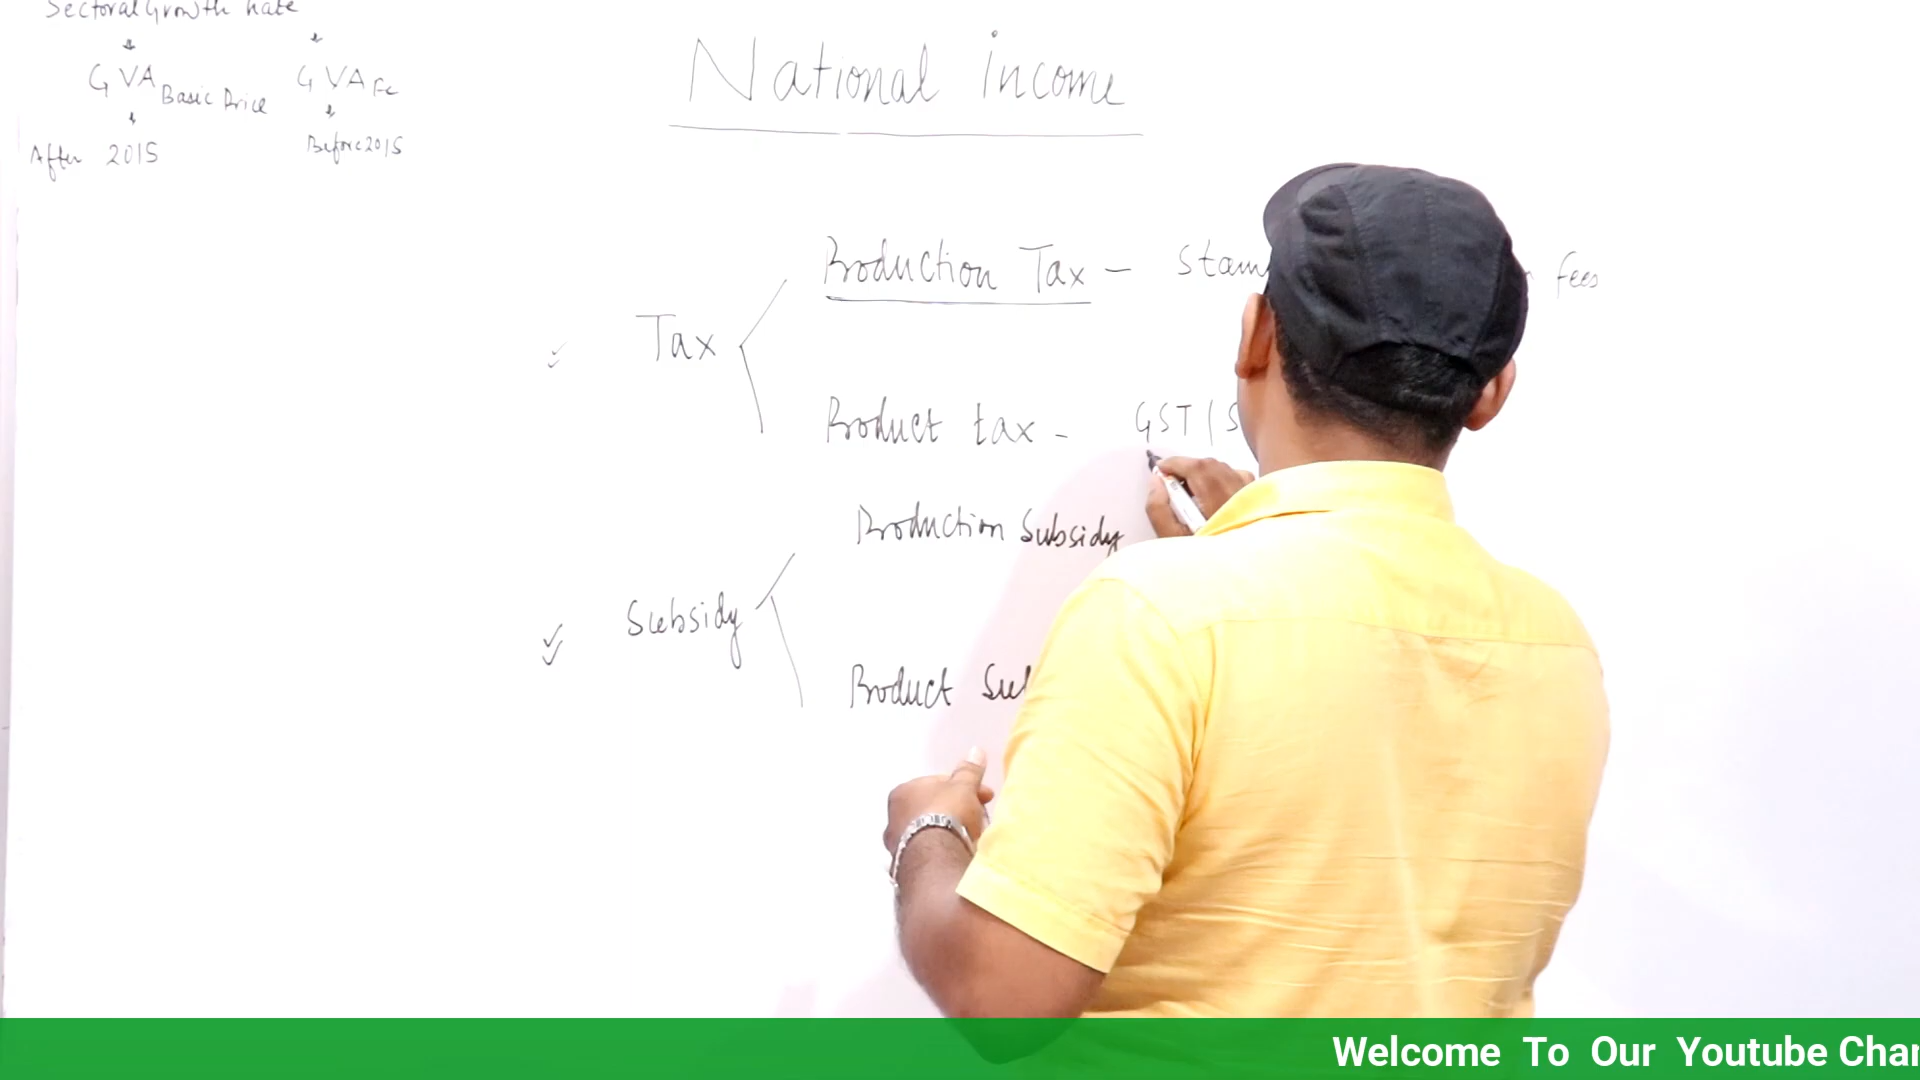 Sectoral Growth Rate
GVA Basic Price
GVA FC
After 2015
Before 2015
National Income
Production Tax - Stam
fees
Tax
Product tax - GST / S
Production Subsidy
Subsidy
Product Sub
Welcome To Our Youtube Chan